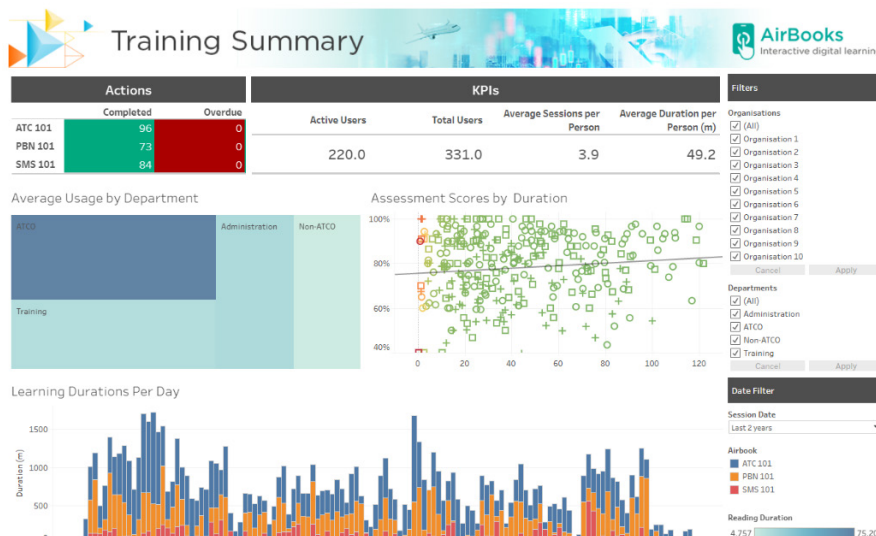 Training Summary
AirBooks
Interactive digital learnin
Actions
Completed Overdue
ATC 101 96 0
PBN 101 73 0
SMS 101 84 0
KPIs
Active Users Total Users Average Sessions per Person Average Duration per Person (m)
220.0 331.0 3.9 49.2
Filters
Organisations
(All)
Organisation 1
Organisation 2
Organisation 3
Organisation 4
Organisation 5
Organisation 6
Organisation 7
Organisation 8
Organisation 9
Organisation 10
Cancel Apply
Departments
(All)
Administration
ATCO
Non-ATCO
Training
Cancel Apply
Average Usage by Department
ATCO Administration Non-ATCO
Training
Assessment Scores by Duration
100%
80%
60%
40%
0 20 40 60 80 100 120
Date Filter
Session Date
Last 2 years
Airbook
ATC 101
PBN 101
SMS 101
Reading Duration
4.757 75.20
Learning Durations Per Day
Duration (m)
1500
1000
500